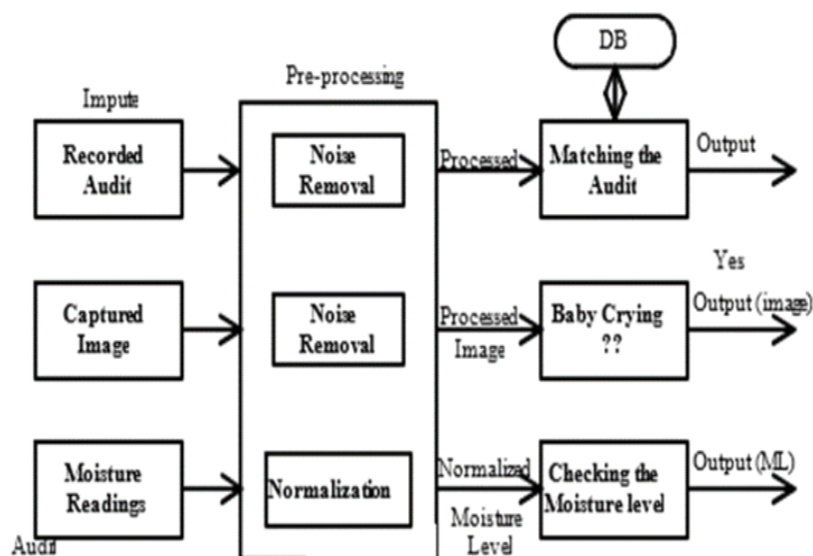 DB
Pre-processing
Impute
Recorded
Audit
Noise
Removal
Processed
Matching the
Audit
Output
Captured
Image
Noise
Removal
Processed
Image
Baby Crying
??
Yes
Output (image)
Moisture
Readings
Normalization
Normalized
Moisture
Level
Checking the
Moisture level
Output (ML)
Audit